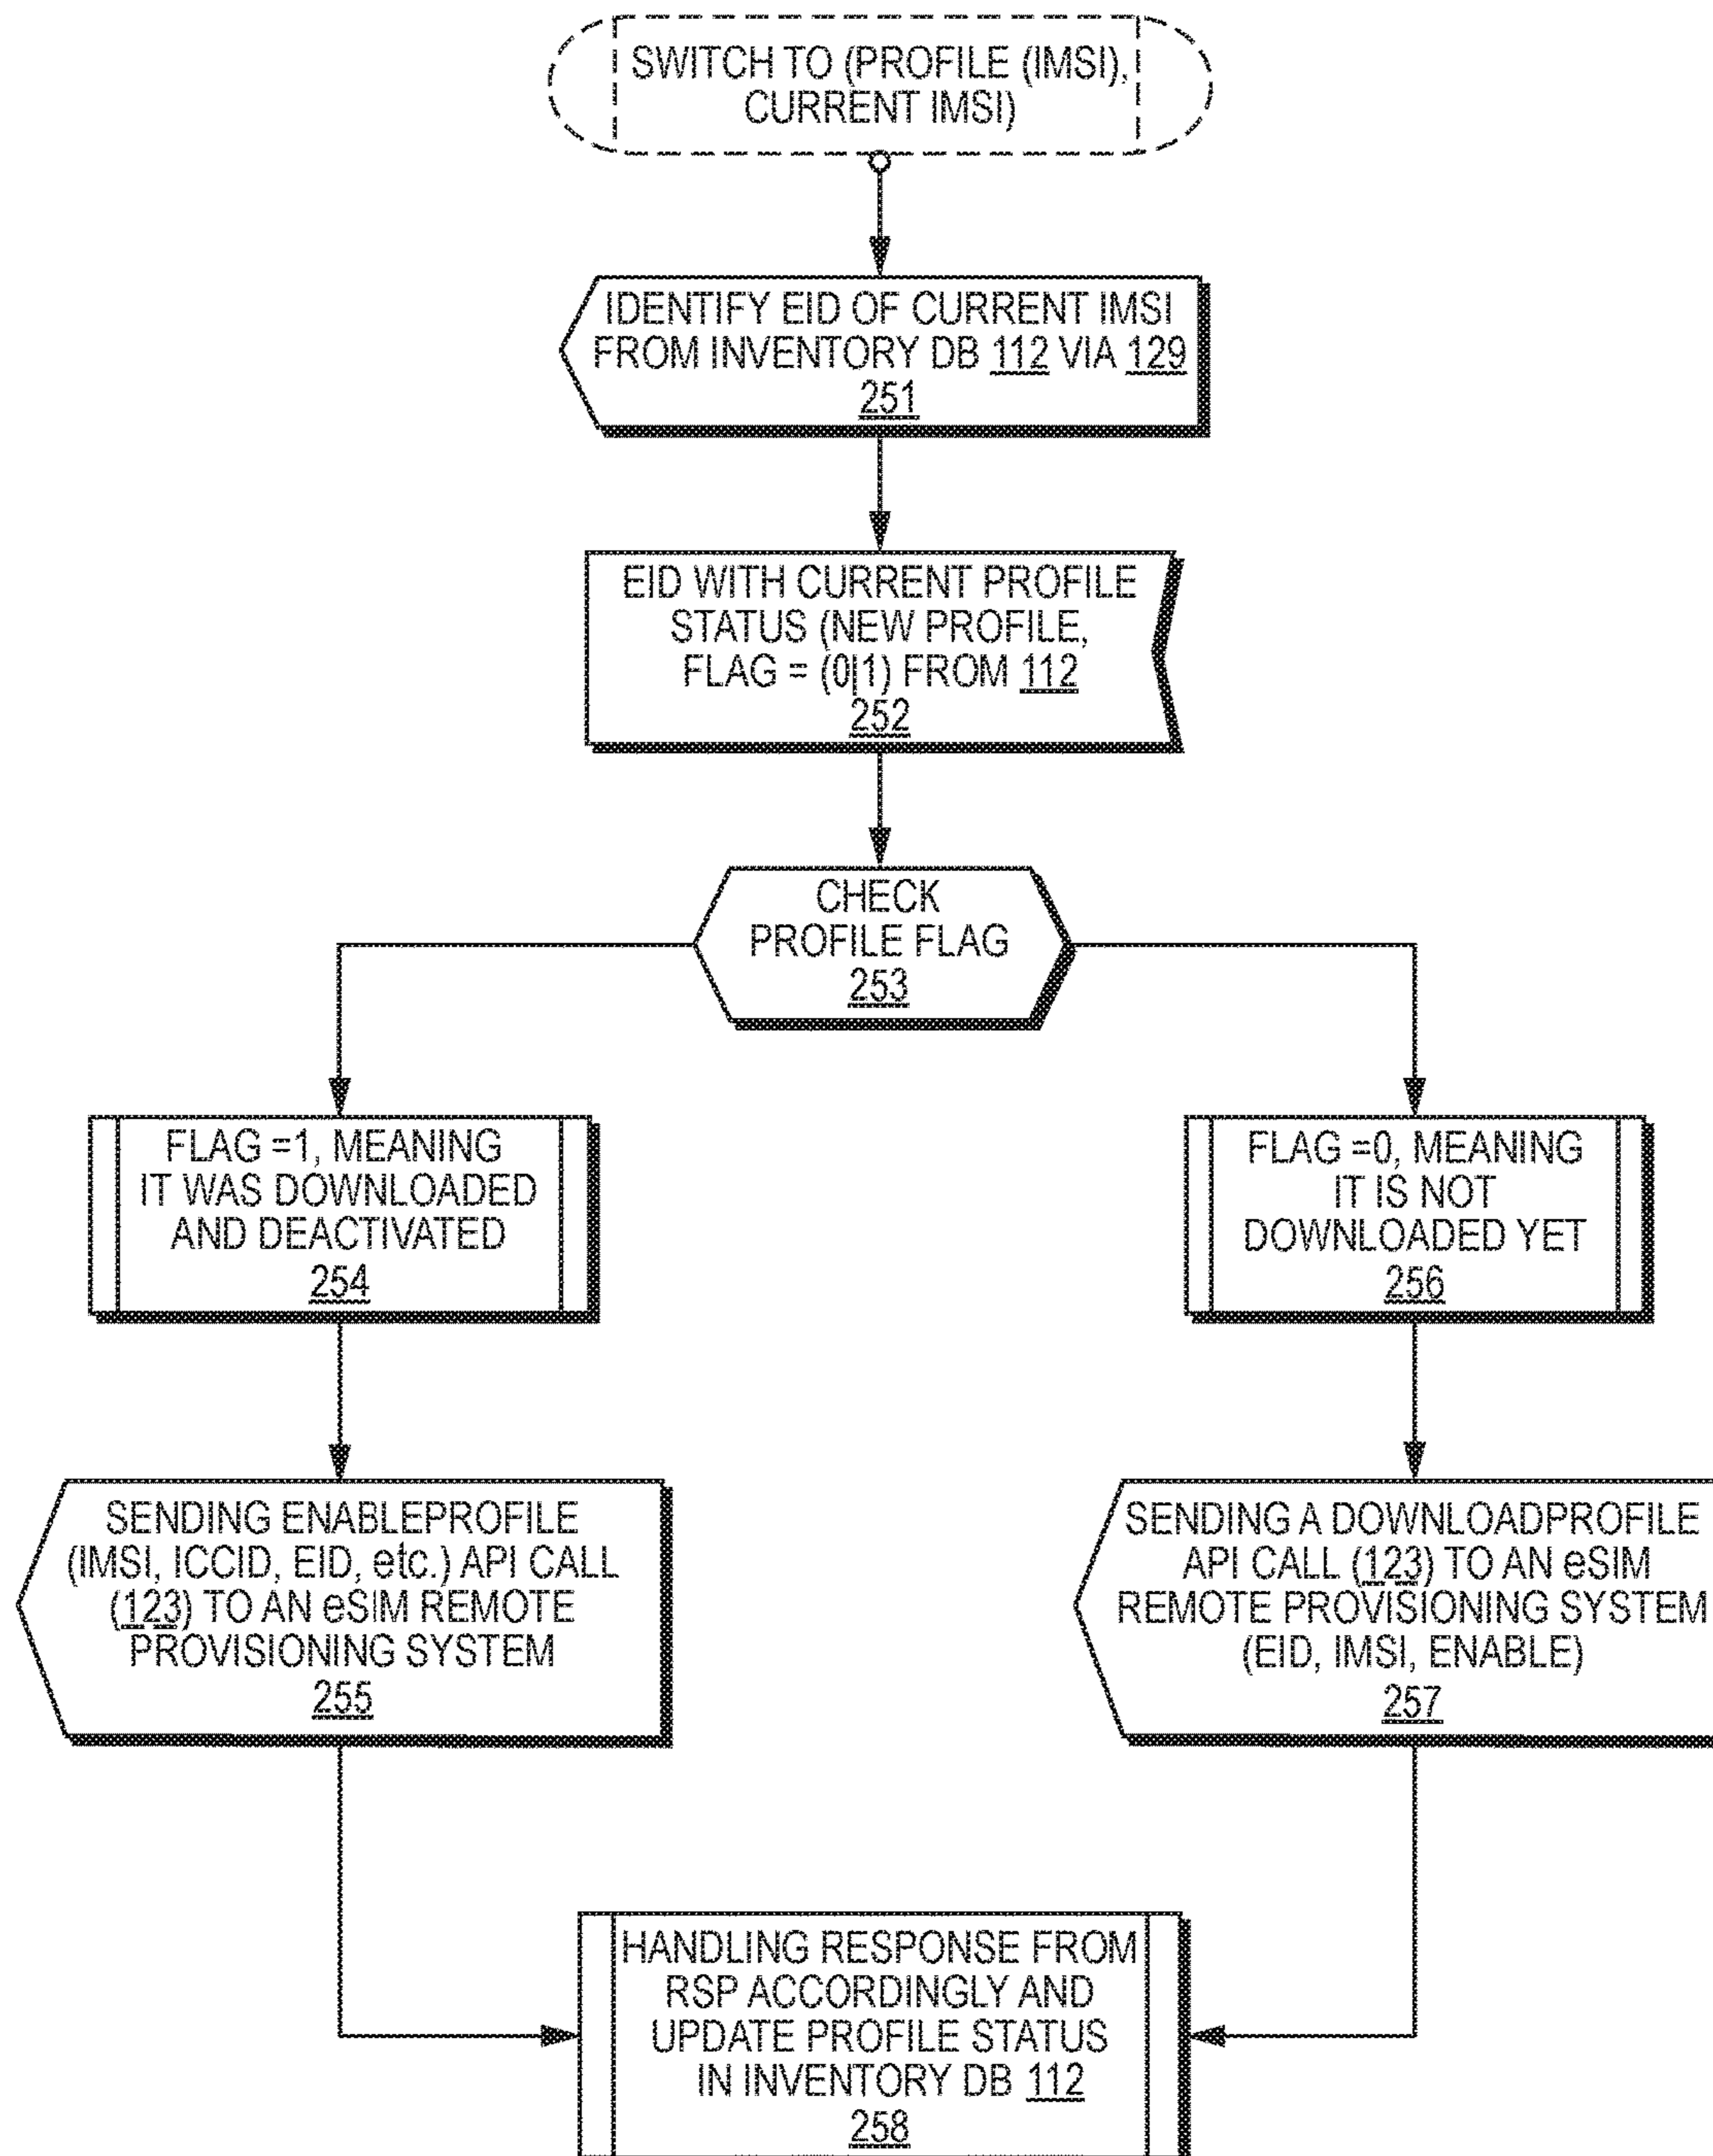 SWITCH TO (PROFILE (IMSI),
CURRENT IMSI)
IDENTIFY EID OF CURRENT IMSI
FROM INVENTORY DB 112 VIA 129
251
EID WITH CURRENT PROFILE
STATUS (NEW PROFILE,
FLAG = (0|1) FROM 112
252
CHECK
PROFILE FLAG
253
FLAG =1, MEANING
IT WAS DOWNLOADED
AND DEACTIVATED
254
FLAG =0, MEANING
IT IS NOT
DOWNLOADED YET
256
SENDING ENABLEPROFILE
(IMSI, ICCID, EID, etc.) API CALL
(123) TO AN eSIM REMOTE
PROVISIONING SYSTEM
255
SENDING A DOWNLOADPROFILE
API CALL (123) TO AN eSIM
REMOTE PROVISIONING SYSTEM
(EID, IMSI, ENABLE)
257
HANDLING RESPONSE FROM
RSP ACCORDINGLY AND
UPDATE PROFILE STATUS
IN INVENTORY DB 112
258